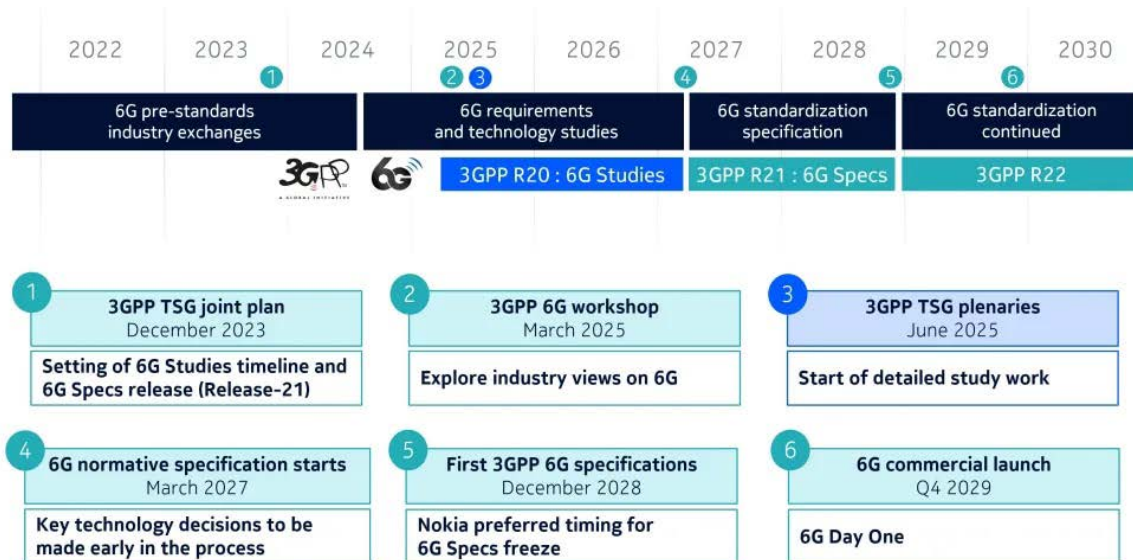 2022 2023 2024 2025 2026 2027 2028 2029 2030
1 2 3 4 5 6
6G pre-standards
industry exchanges
6G requirements
and technology studies
6G standardization
specification
6G standardization
continued
3GPP
A GLOBAL INITIATIVE
6G
3GPP R20 : 6G Studies
3GPP R21 : 6G Specs
3GPP R22
1
3GPP TSG joint plan
December 2023
Setting of 6G Studies timeline and
6G Specs release (Release-21)
2
3GPP 6G workshop
March 2025
Explore industry views on 6G
3
3GPP TSG plenaries
June 2025
Start of detailed study work
4
6G normative specification starts
March 2027
Key technology decisions to be
made early in the process
5
First 3GPP 6G specifications
December 2028
Nokia preferred timing for
6G Specs freeze
6
6G commercial launch
Q4 2029
6G Day One